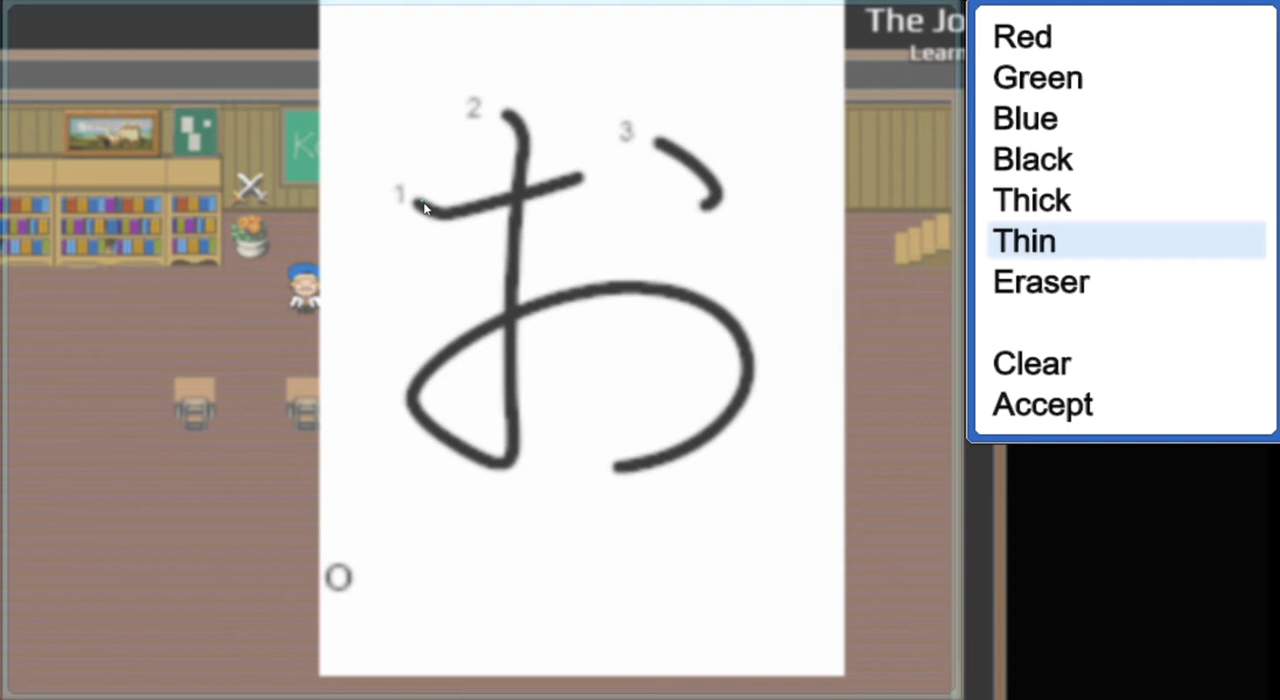 The Jo
Learn
K
2
3
1
お
O
Red
Green
Blue
Black
Thick
Thin
Eraser
Clear
Accept